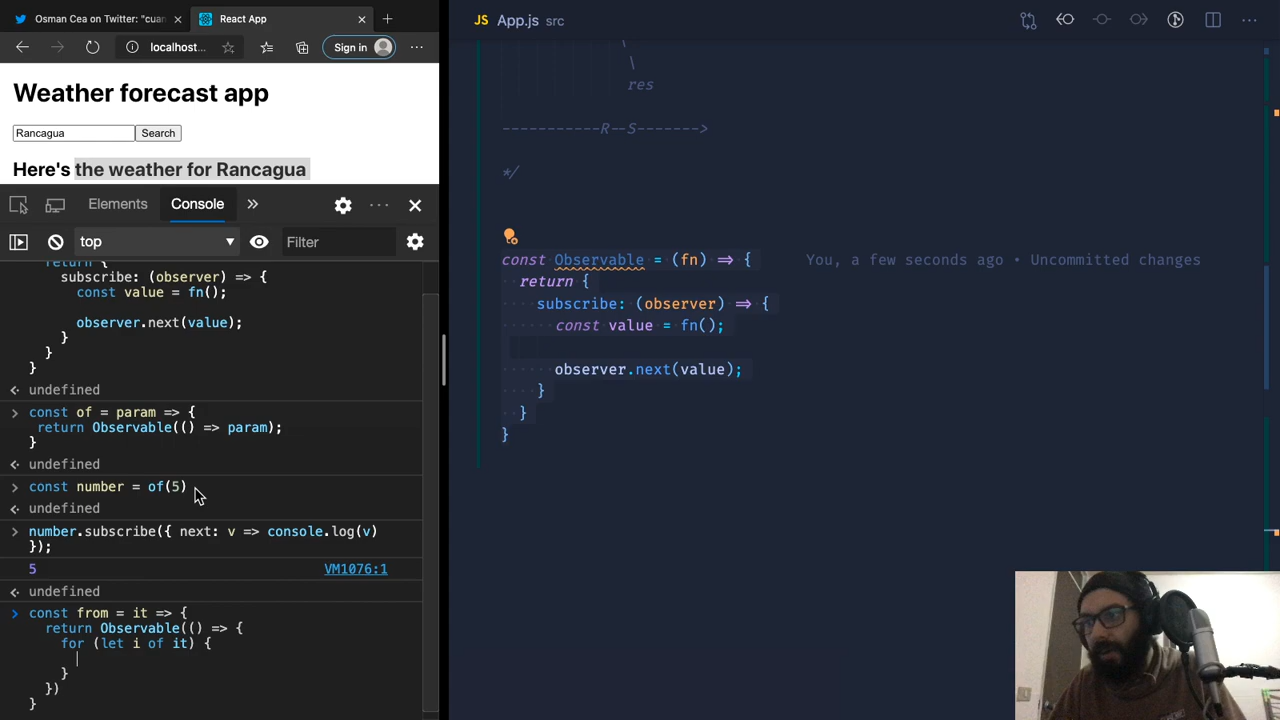 Osman Cea on Twitter: "cuan
React App
localhost...
Sign in
Weather forecast app
Rancagua
Search
Here's the weather for Rancagua
Elements
Console
top
Filter
return {
subscribe: (observer) => {
const value = fn();
observer.next(value);
}
}
}
undefined
const of = param => {
return Observable(() => param);
}
undefined
const number = of(5)
undefined
number.subscribe({ next: v => console.log(v)
});
5 VM1076:1
undefined
const from = it => {
return Observable(() => {
for (let i of it) {
}
})
}
JS App.js src
\
\
res
-----------R--S------->
*/
const Observable = (fn) => { You, a few seconds ago • Uncommitted changes
return {
subscribe: (observer) => {
const value = fn();
observer.next(value);
}
}
}